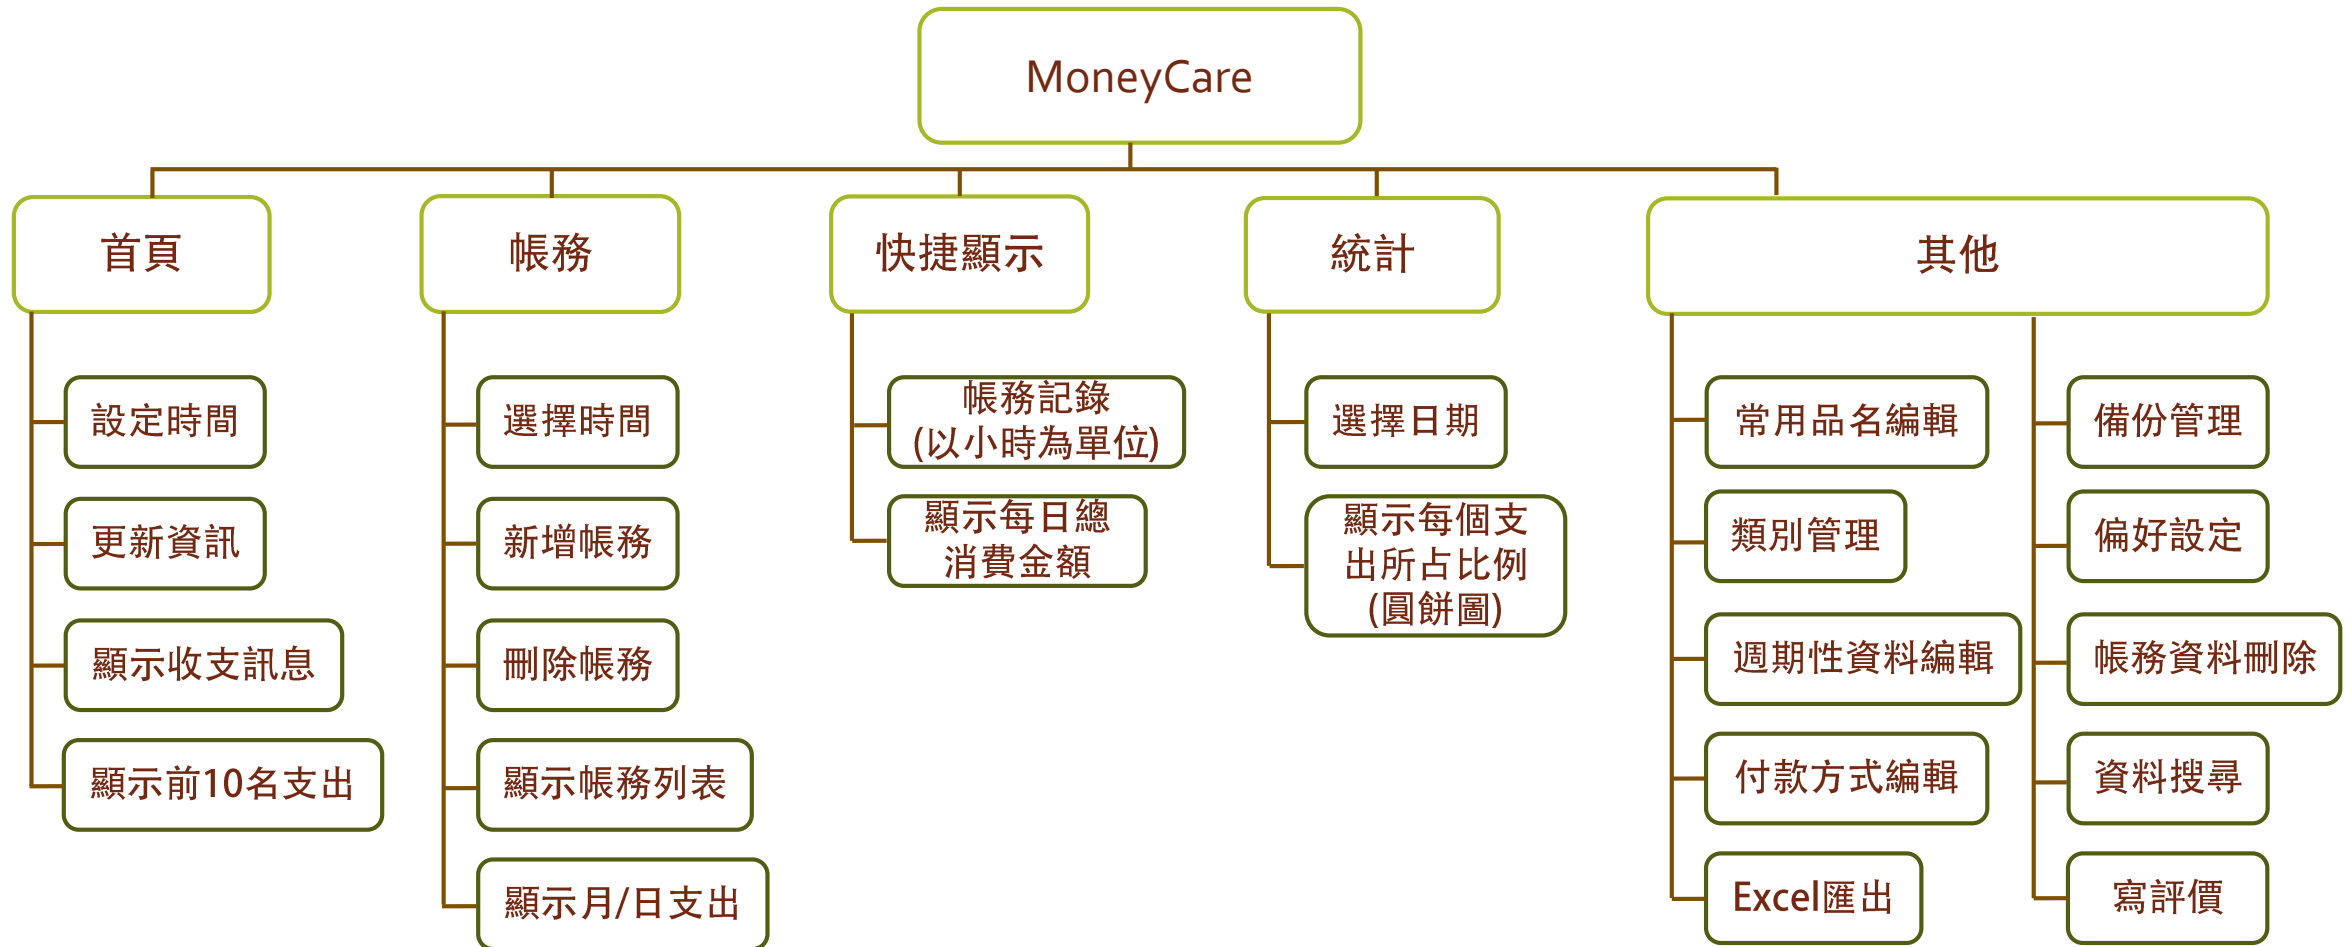 MoneyCare
首頁
設定時間
更新資訊
顯示收支訊息
顯示前10名支出
帳務
選擇時間
新增帳務
刪除帳務
顯示帳務列表
顯示月/日支出
快捷顯示
帳務記錄
(以小時為單位)
顯示每日總
消費金額
統計
選擇日期
顯示每個支
出所占比例
(圓餅圖)
其他
常用品名編輯
類別管理
週期性資料編輯
付款方式編輯
Excel匯出
備份管理
偏好設定
帳務資料刪除
資料搜尋
寫評價